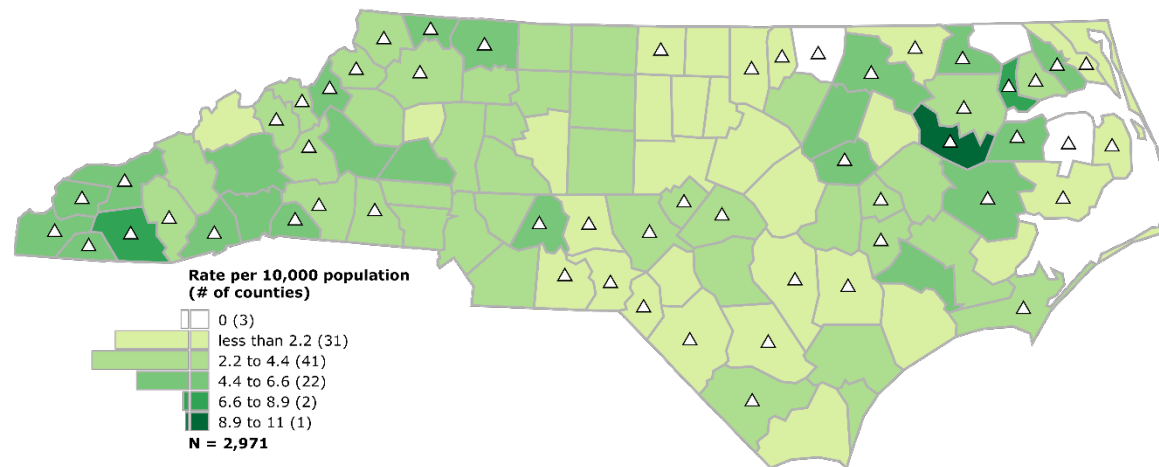 Rate per 10,000 population
(# of counties)
0 (3)
less than 2.2 (31)
2.2 to 4.4 (41)
4.4 to 6.6 (22)
6.6 to 8.9 (2)
8.9 to 11 (1)
N = 2,971